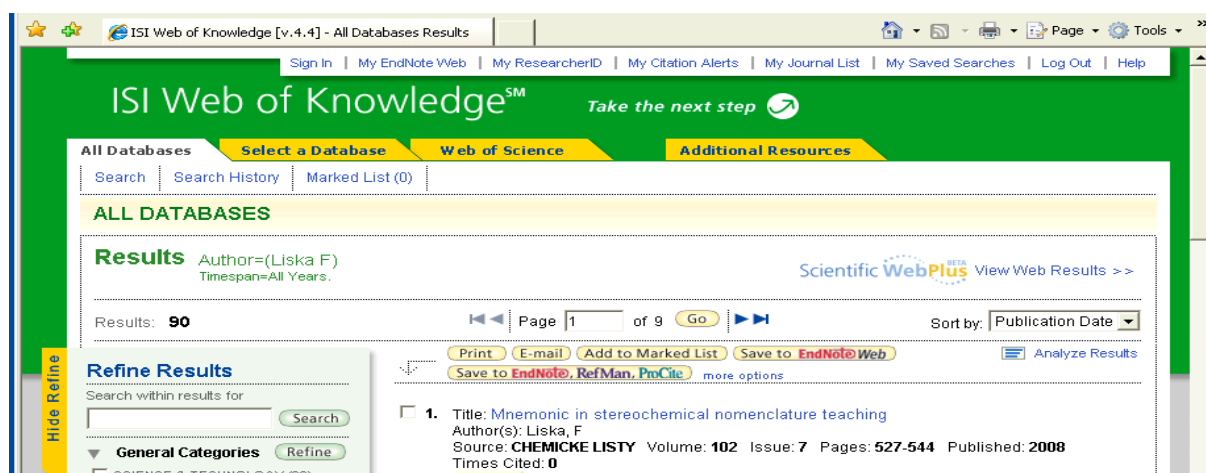 ISI Web of Knowledge [v.4.4] - All Databases Results
Page
Tools
»
Sign In | My EndNote Web | My ResearcherID | My Citation Alerts | My Journal List | My Saved Searches | Log Out | Help
ISI Web of Knowledge℠ Take the next step
All Databases Select a Database Web of Science Additional Resources
Search Search History Marked List (0)
ALL DATABASES
Results Author=(Liska F)
Timespan=All Years.
Scientific WebPlus BETA View Web Results >>
Results: 90 Page 1 of 9 Go Sort by: Publication Date
Hide Refine
Refine Results
Search within results for
Search
General Categories Refine
Print E-mail Add to Marked List Save to EndNote Web Analyze Results
Save to EndNote, RefMan, ProCite more options
1. Title: Mnemonic in stereochemical nomenclature teaching
Author(s): Liska, F
Source: CHEMICKE LISTY Volume: 102 Issue: 7 Pages: 527-544 Published: 2008
Times Cited: 0